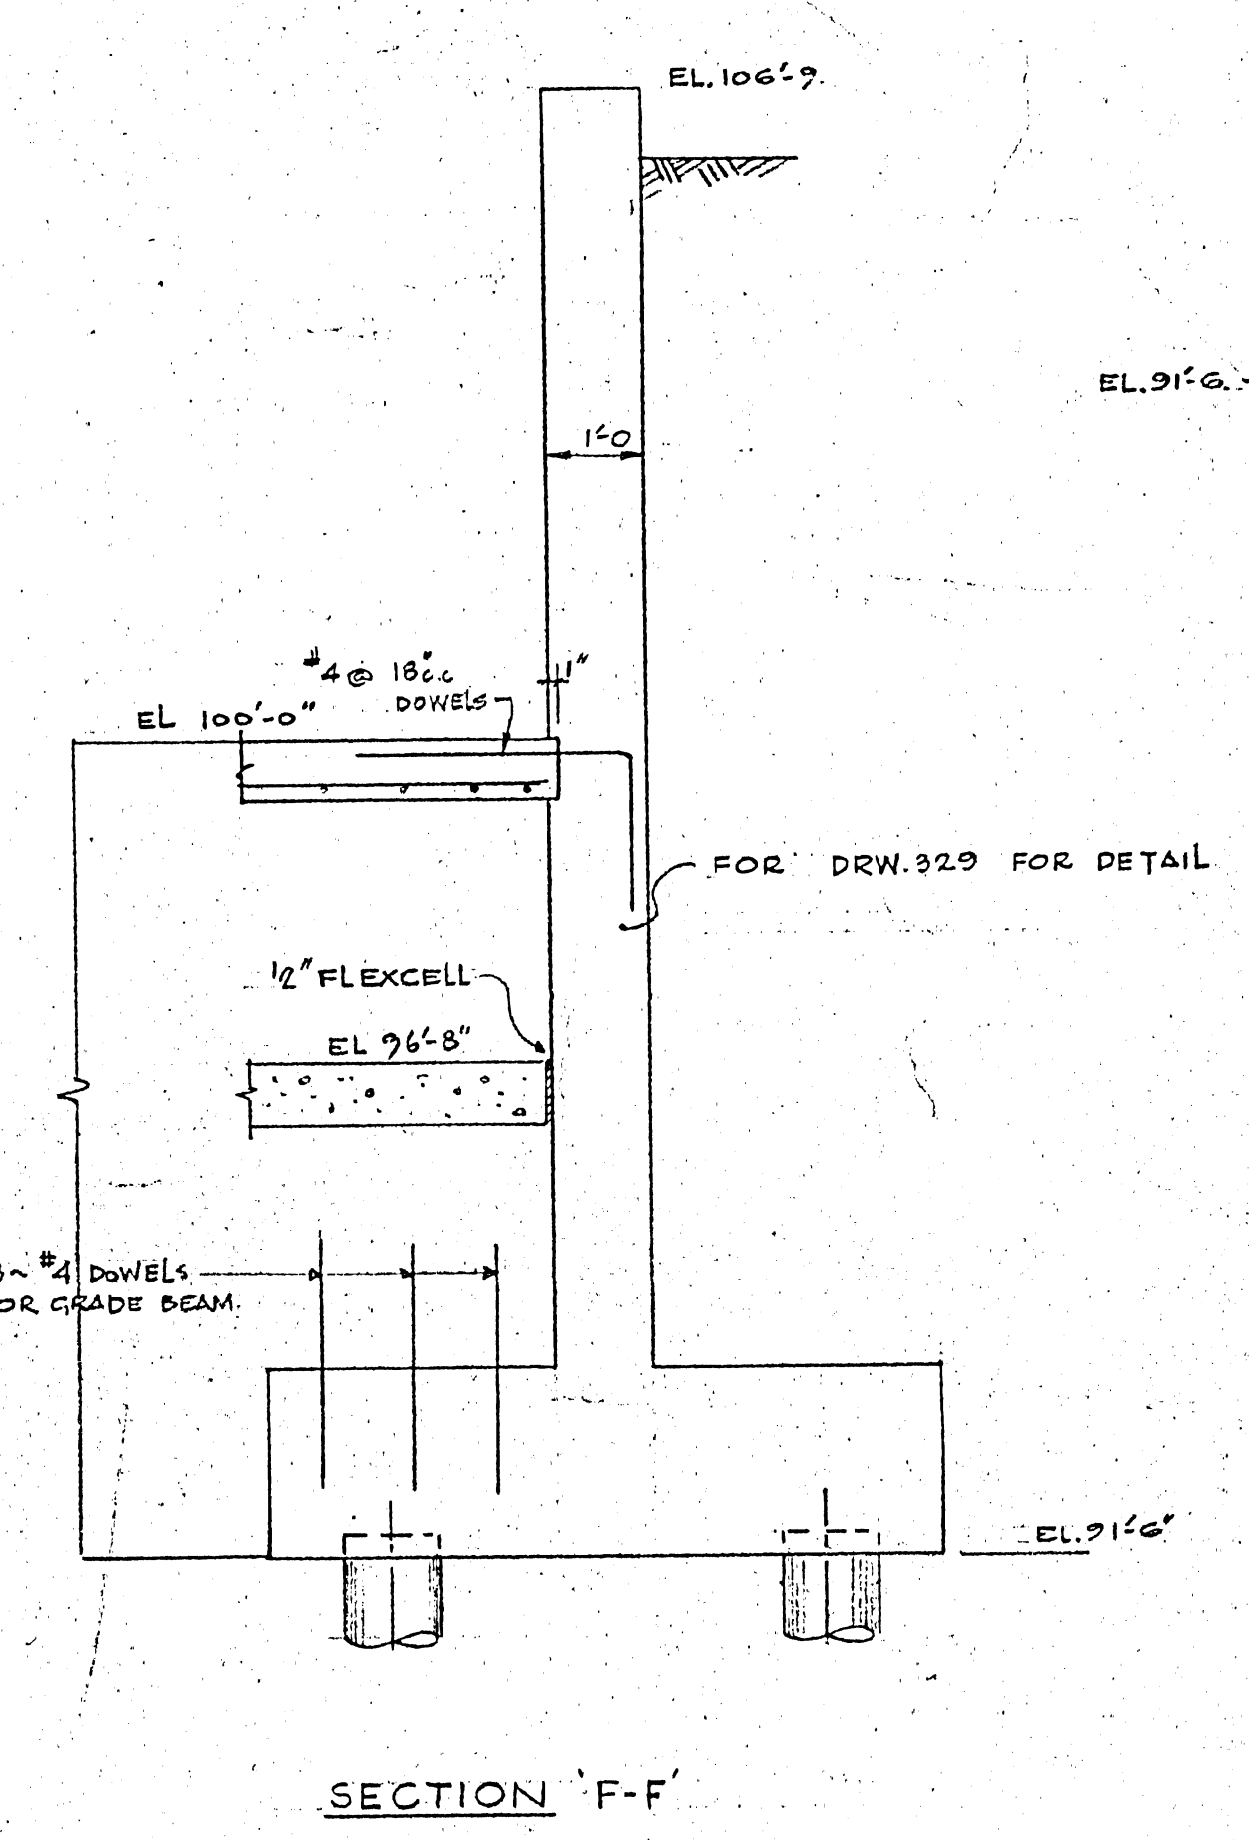 EL. 106'-9.
EL. 91'-6.
1'-0
#4 @ 18" c.c
DOWELS
1"
EL 100'-0"
FOR DRW. 329 FOR DETAIL
1/2" FLEXCELL
EL 96'-8"
#4 DOWELS
GRADE BEAM.
EL. 91'-6"
SECTION 'F-F'